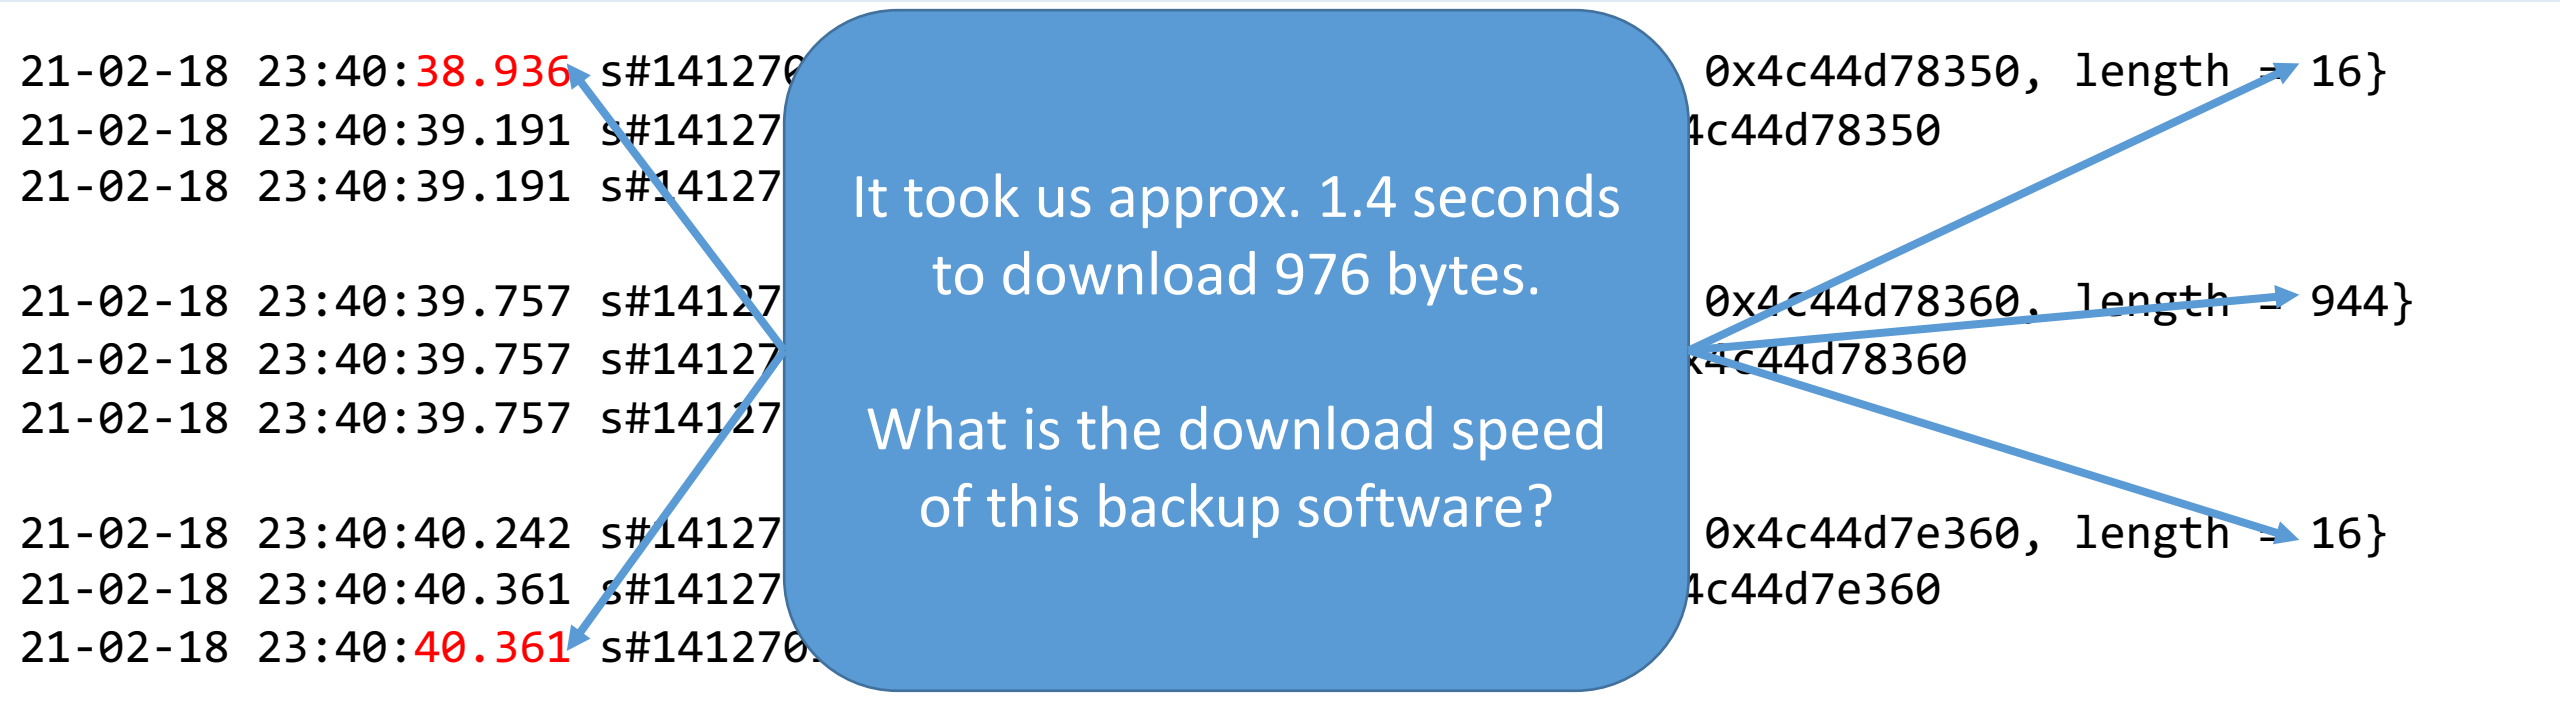 21-02-18 23:40:38.936 s#141270 0x4c44d78350, length = 16}
21-02-18 23:40:39.191 s#14127 4c44d78350
21-02-18 23:40:39.191 s#14127
21-02-18 23:40:39.757 s#14127 0x4c44d78360, length = 944}
21-02-18 23:40:39.757 s#14127 x4c44d78360
21-02-18 23:40:39.757 s#14127
21-02-18 23:40:40.242 s#14127 0x4c44d7e360, length = 16}
21-02-18 23:40:40.361 s#14127 4c44d7e360
21-02-18 23:40:40.361 s#141270
It took us approx. 1.4 seconds
to download 976 bytes.
What is the download speed
of this backup software?